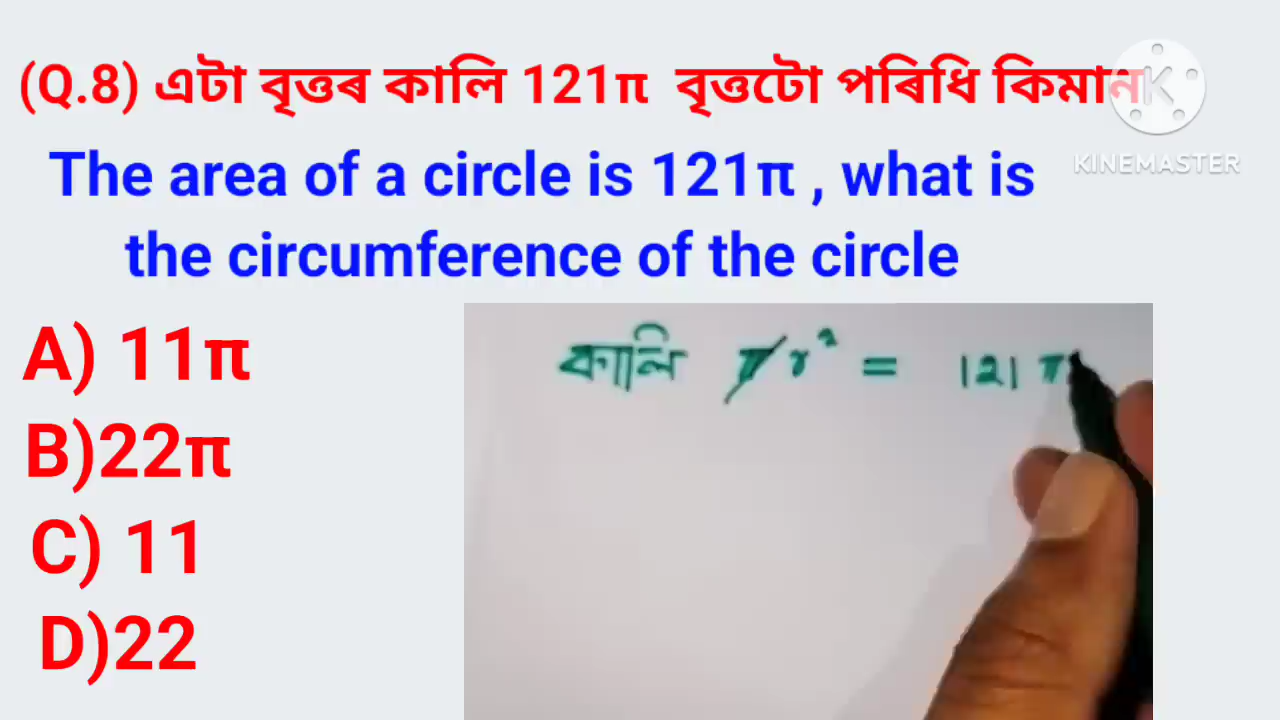 (Q.8) এটা বৃত্তৰ কালি 121π বৃত্তটো পৰিধি কিমান
The area of a circle is 121π , what is
the circumference of the circle
KINEMASTER
A) 11π
B)22π
C) 11
D)22
কালি πr² = 121 π